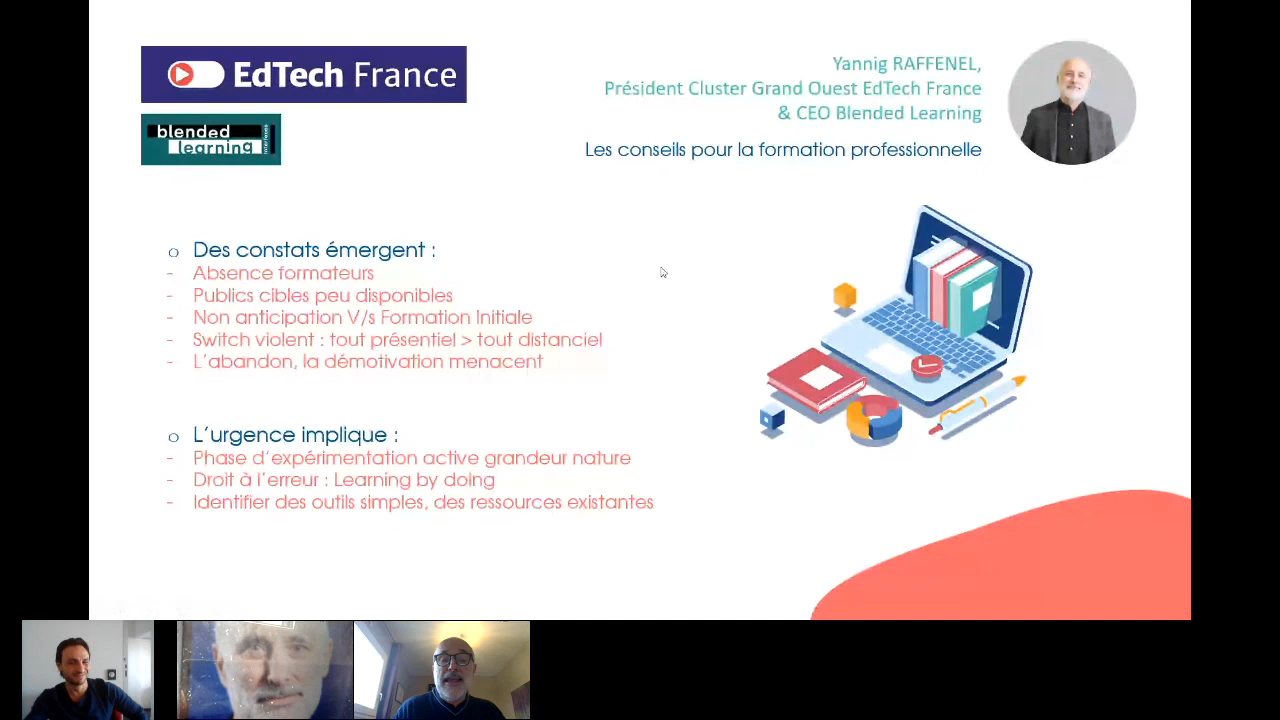 EdTech France
blended
learning
Yannig RAFFENEL,
Président Cluster Grand Ouest EdTech France
& CEO Blended Learning
Les conseils pour la formation professionnelle
o Des constats émergent :
- Absence formateurs
- Publics cibles peu disponibles
- Non anticipation V/s Formation Initiale
- Switch violent : tout présentiel > tout distanciel
- L'abandon, la démotivation menacent
o L'urgence implique :
- Phase d'expérimentation active grandeur nature
- Droit à l'erreur : Learning by doing
- Identifier des outils simples, des ressources existantes